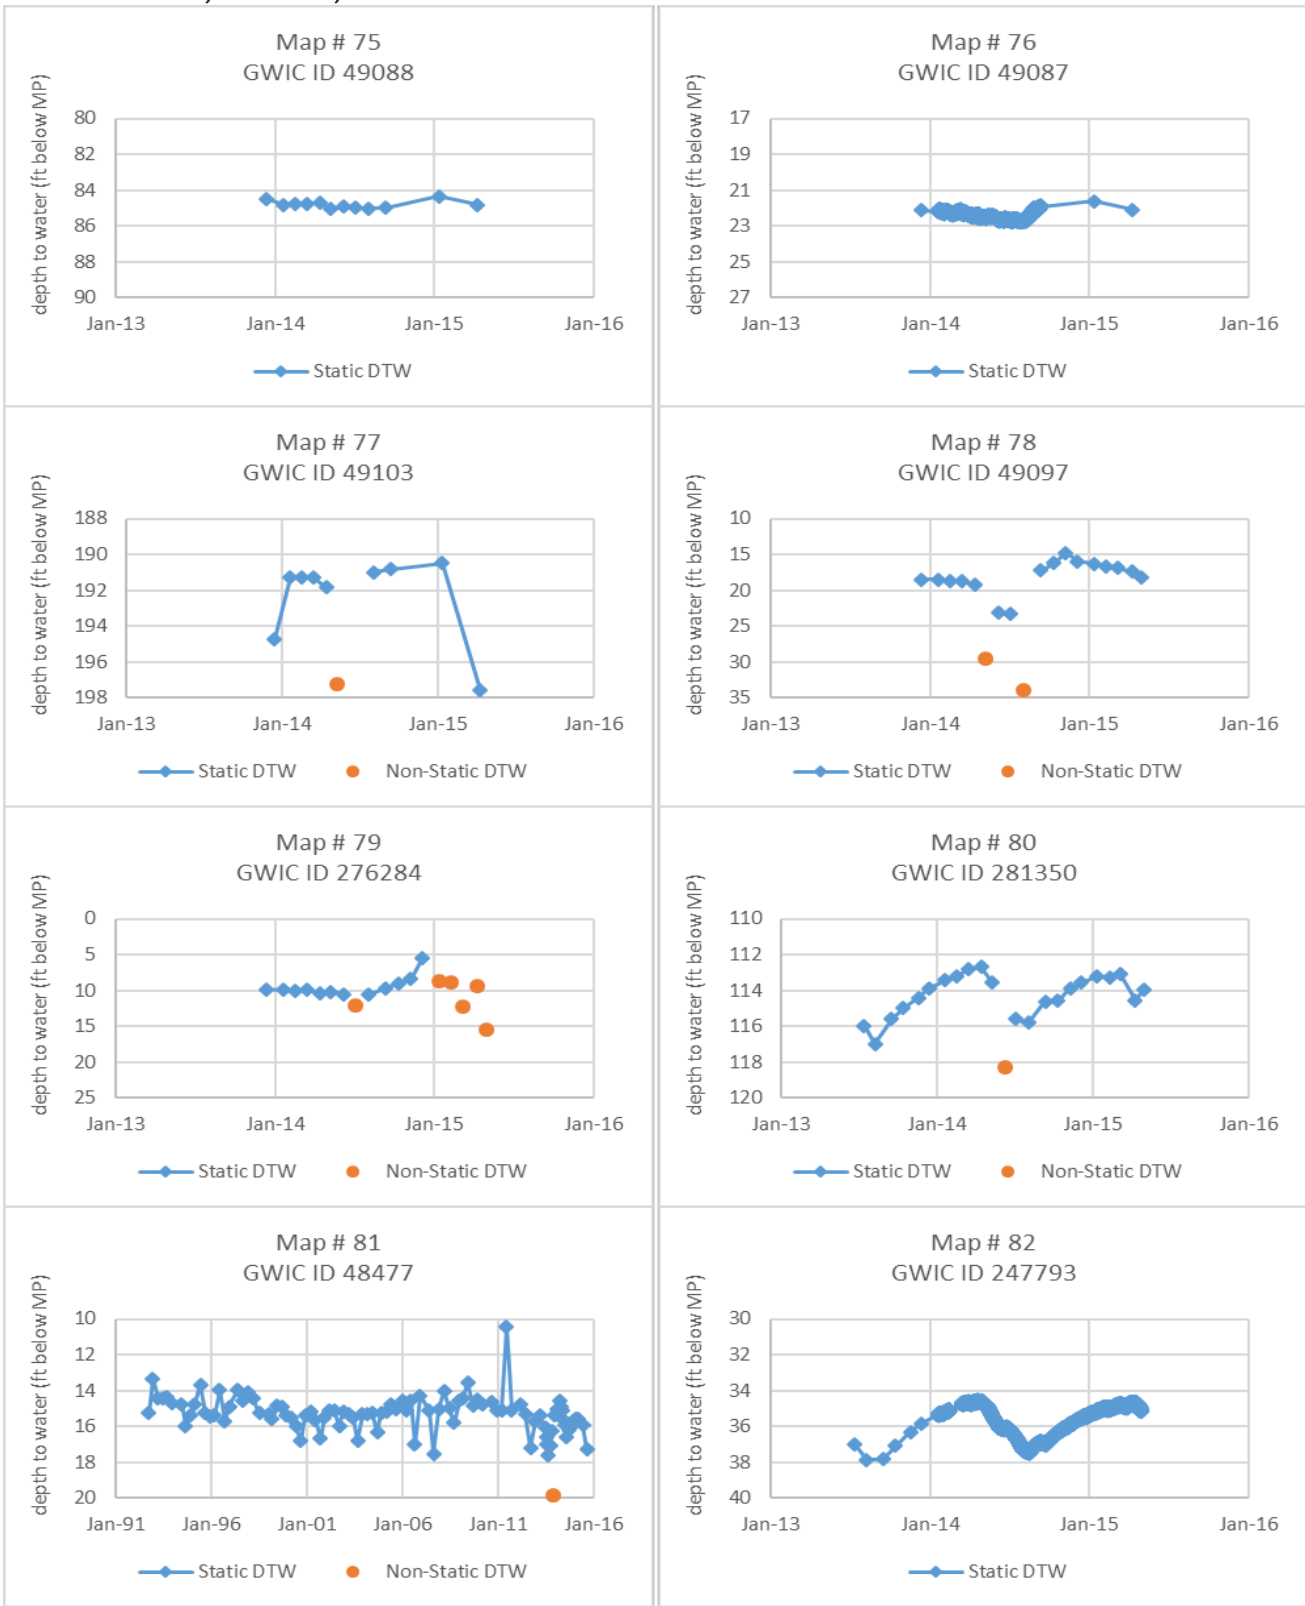 Map # 75
GWIC ID 49088
depth to water (ft below MP)
80
82
84
86
88
90
Jan-13 Jan-14 Jan-15 Jan-16
Static DTW
Map # 76
GWIC ID 49087
depth to water (ft below MP)
17
19
21
23
25
27
Jan-13 Jan-14 Jan-15 Jan-16
Static DTW
Map # 77
GWIC ID 49103
depth to water (ft below MP)
188
190
192
194
196
198
Jan-13 Jan-14 Jan-15 Jan-16
Static DTW Non-Static DTW
Map # 78
GWIC ID 49097
depth to water (ft below MP)
10
15
20
25
30
35
Jan-13 Jan-14 Jan-15 Jan-16
Static DTW Non-Static DTW
Map # 79
GWIC ID 276284
depth to water (ft below MP)
0
5
10
15
20
25
Jan-13 Jan-14 Jan-15 Jan-16
Static DTW Non-Static DTW
Map # 80
GWIC ID 281350
depth to water (ft below MP)
110
112
114
116
118
120
Jan-13 Jan-14 Jan-15 Jan-16
Static DTW Non-Static DTW
Map # 81
GWIC ID 48477
depth to water (ft below MP)
10
12
14
16
18
20
Jan-91 Jan-96 Jan-01 Jan-06 Jan-11 Jan-16
Static DTW Non-Static DTW
Map # 82
GWIC ID 247793
depth to water (ft below MP)
30
32
34
36
38
40
Jan-13 Jan-14 Jan-15 Jan-16
Static DTW